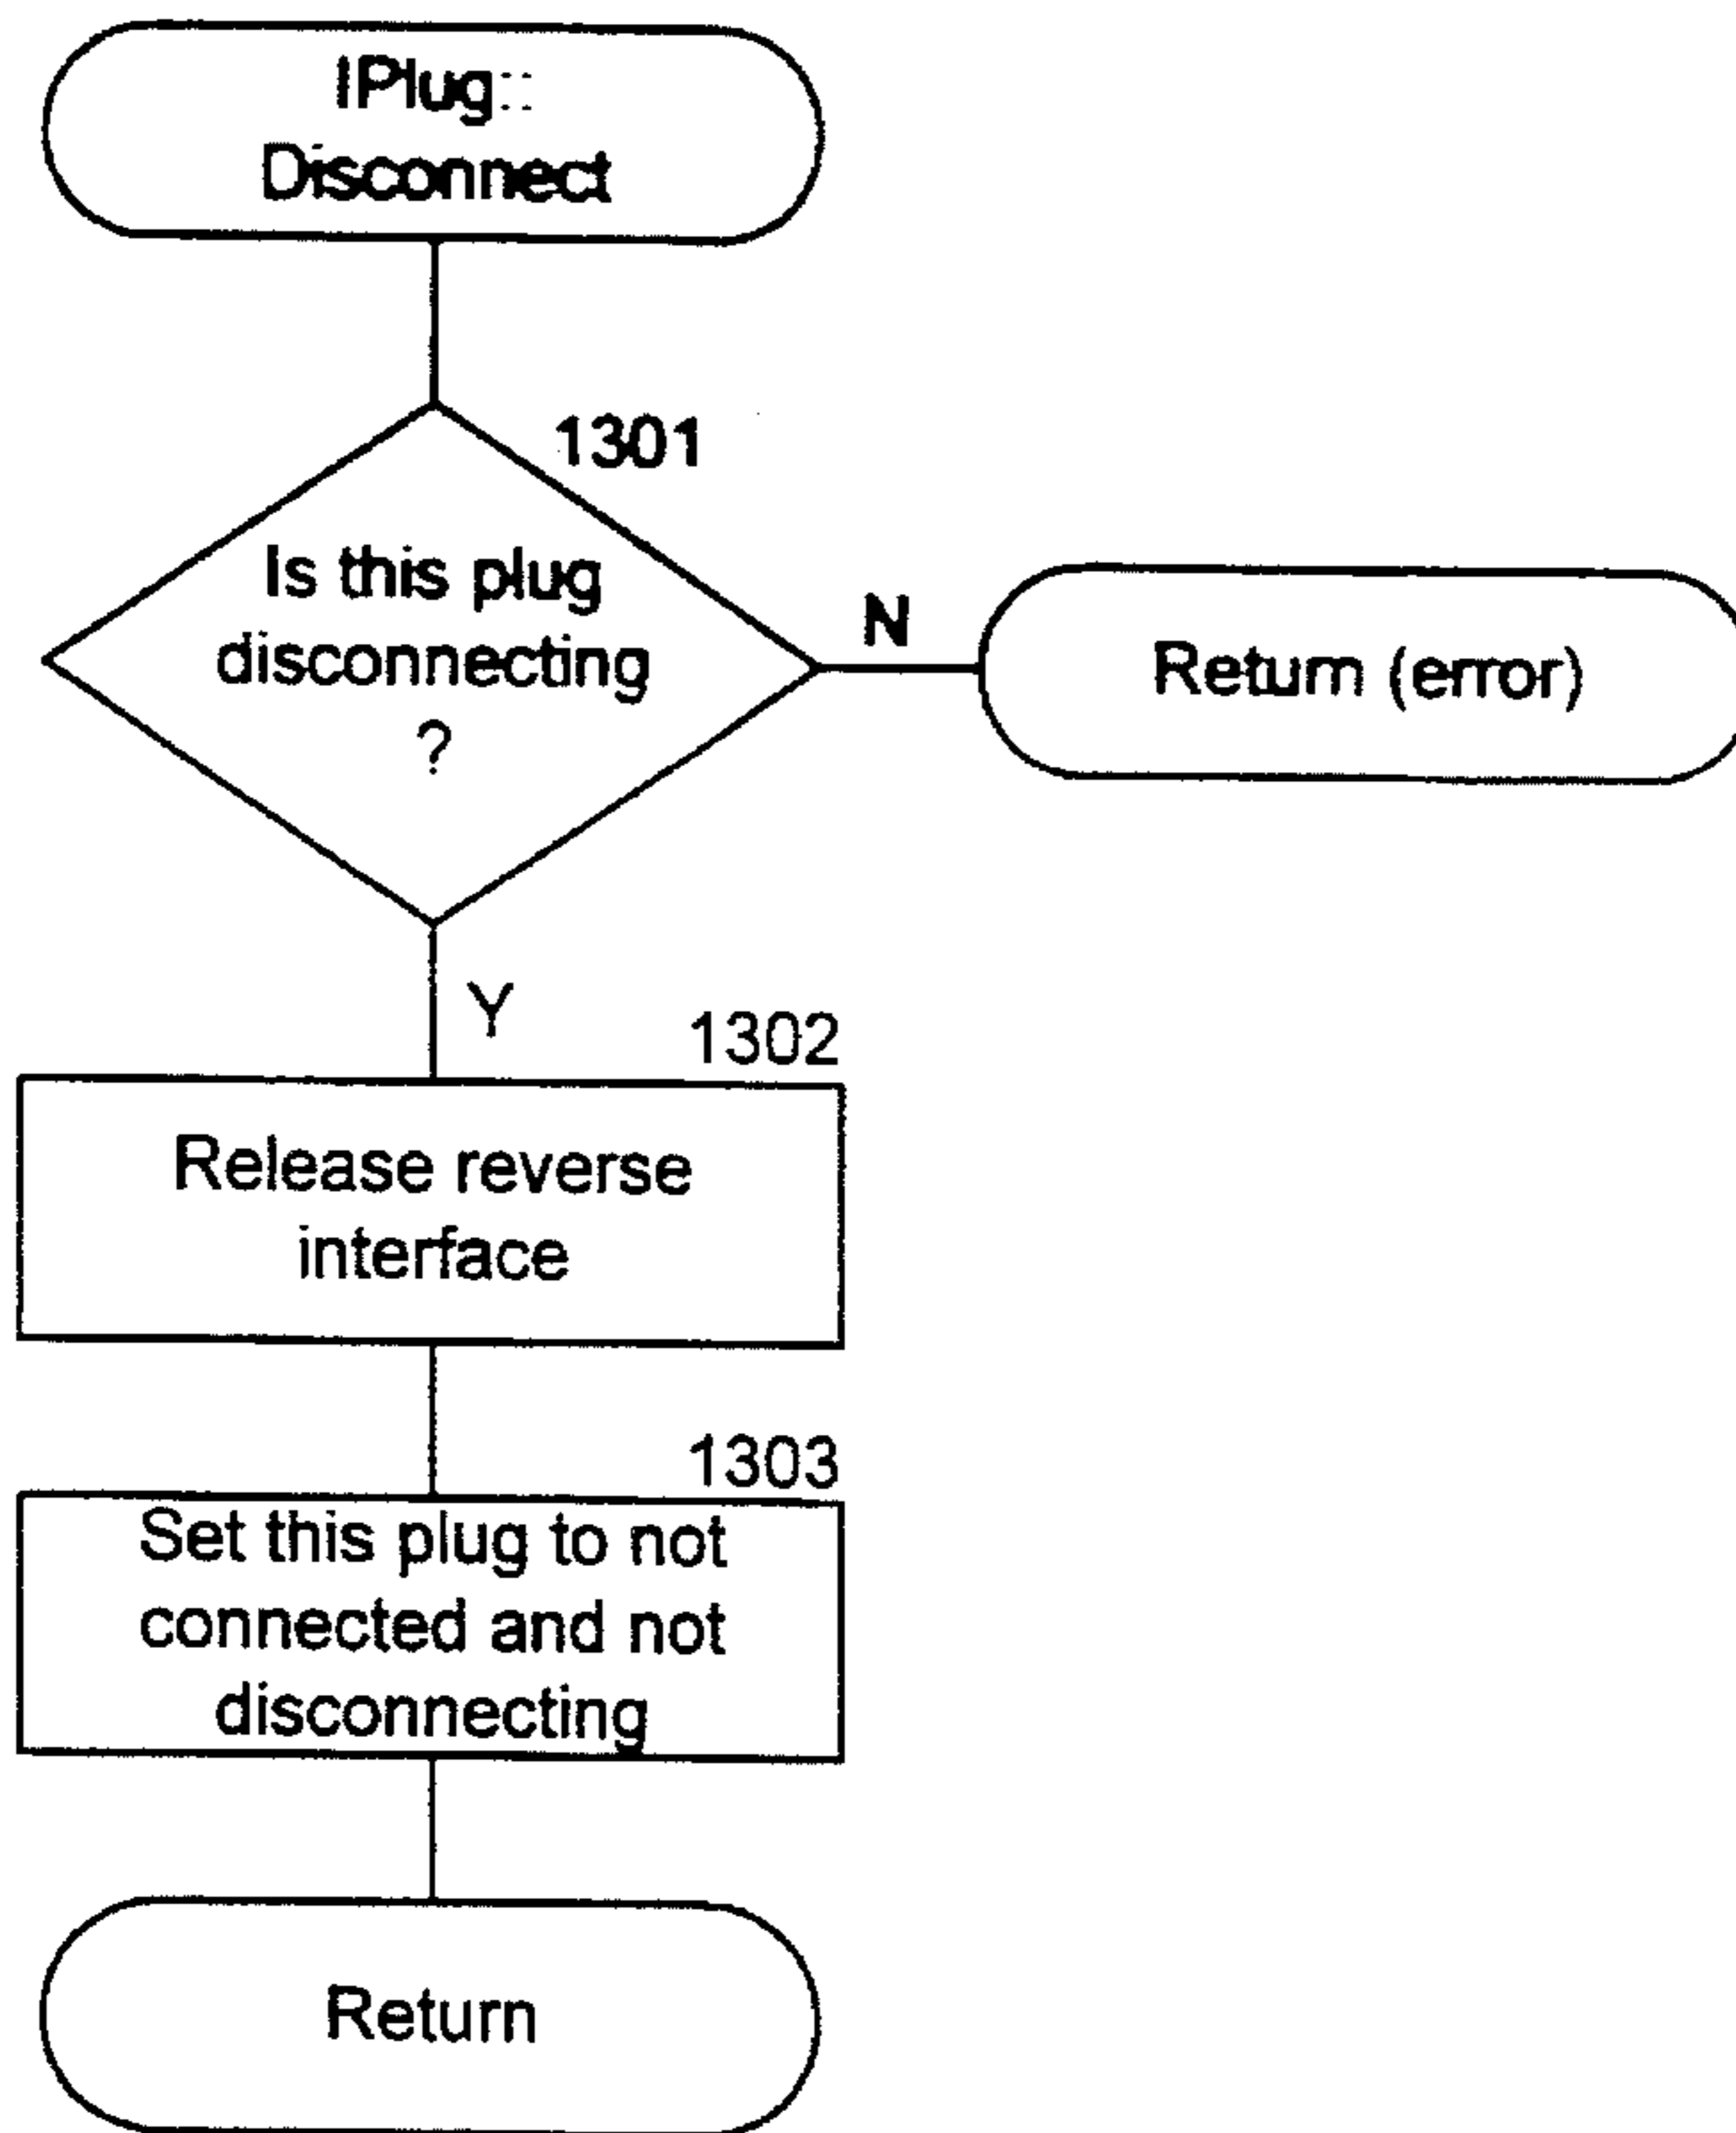 IPlug::
Disconnect
1301
Is this plug
disconnecting
?
N
Return (error)
Y
1302
Release reverse
interface
1303
Set this plug to not
connected and not
disconnecting
Return